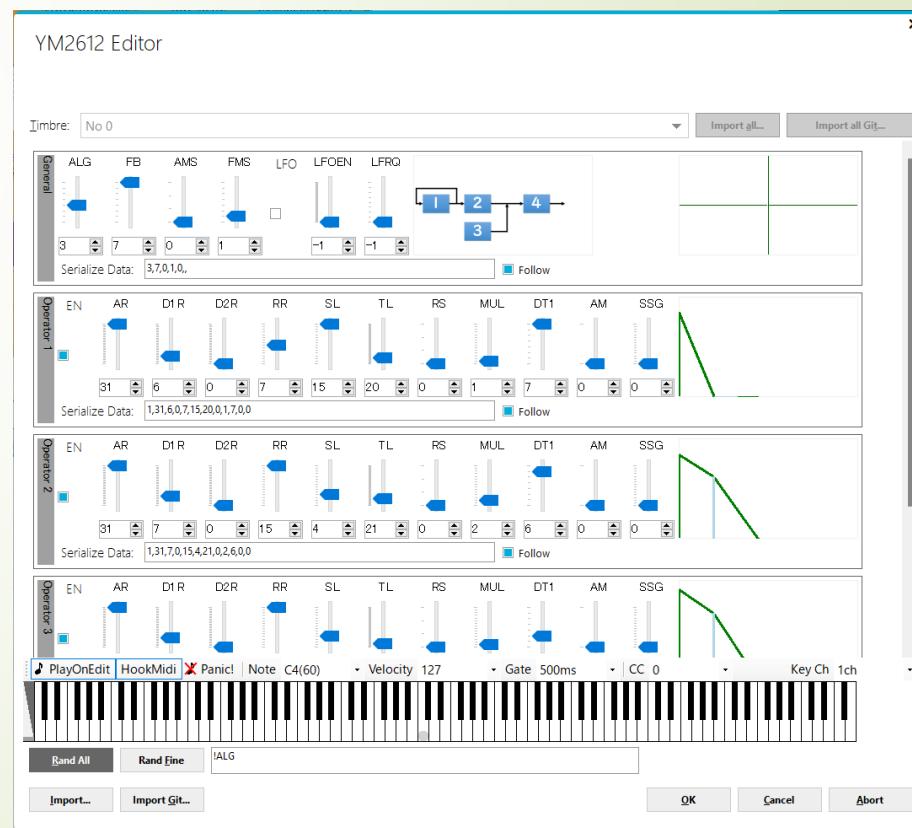 YM2612 Editor
Timbre: No 0 Import all... Import all Git...
General
ALG FB AMS FMS LFO LFOEN LFRQ
1 2 4
3
3 7 0 1 -1 -1
Serialize Data: 3,7,0,1,0,, Follow
Operator 1
EN AR D1R D2R RR SL TL RS MUL DT1 AM SSG
31 6 0 7 15 20 0 1 7 0 0
Serialize Data: 1,31,6,0,7,15,20,0,1,7,0,0 Follow
Operator 2
EN AR D1R D2R RR SL TL RS MUL DT1 AM SSG
31 7 0 15 4 21 0 2 6 0 0
Serialize Data: 1,31,7,0,15,4,21,0,2,6,0,0 Follow
Operator 3
EN AR D1R D2R RR SL TL RS MUL DT1 AM SSG
PlayOnEdit HookMidi Panic! Note C4(60) Velocity 127 Gate 500ms CC 0 Key Ch 1ch
Rand All Rand Fine !ALG
Import... Import Git... OK Cancel Abort